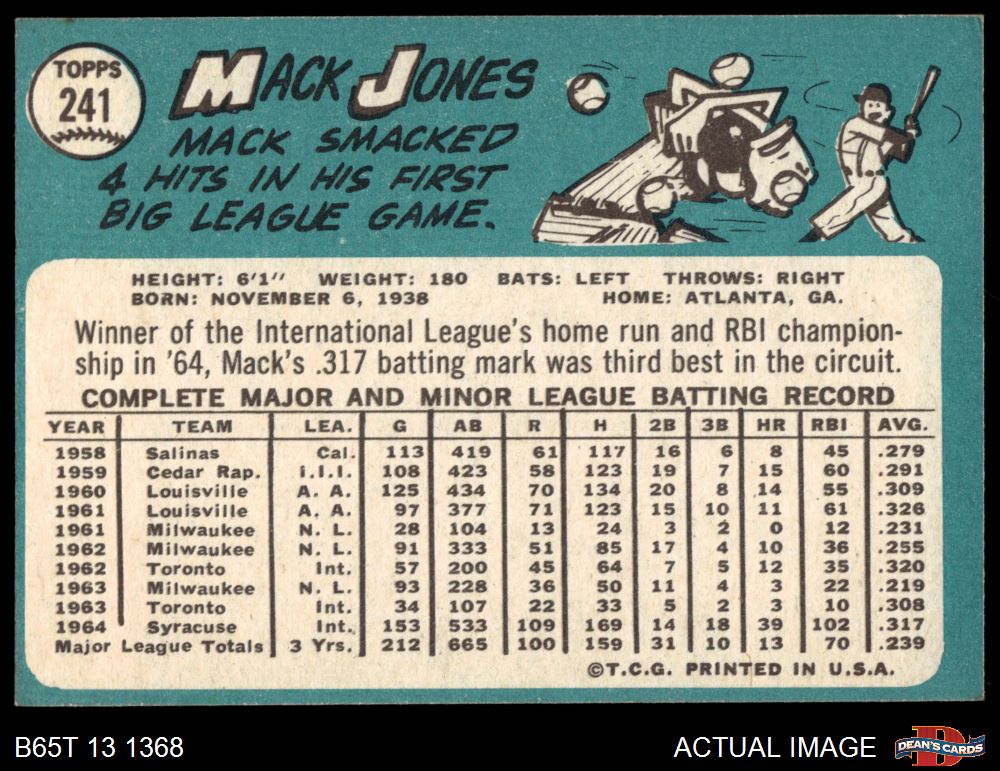 TOPPS
241
MACK JONES
MACK SMACKED
4 HITS IN HIS FIRST
BIG LEAGUE GAME.
HEIGHT: 6'1" WEIGHT: 180 BATS: LEFT THROWS: RIGHT
BORN: NOVEMBER 6, 1938 HOME: ATLANTA, GA.
Winner of the International League's home run and RBI champion-
ship in '64, Mack's .317 batting mark was third best in the circuit.
COMPLETE MAJOR AND MINOR LEAGUE BATTING RECORD
YEAR TEAM LEA. G AB R H 2B 3B HR RBI AVG.
1958 Salinas Cal. 113 419 61 117 16 6 8 45 .279
1959 Cedar Rap. I.I.I. 108 423 58 123 19 7 15 60 .291
1960 Louisville A. A. 125 434 70 134 20 8 14 55 .309
1961 Louisville A. A. 97 377 71 123 15 10 11 61 .326
1961 Milwaukee N. L. 28 104 13 24 3 2 0 12 .231
1962 Milwaukee N. L. 91 333 51 85 17 4 10 36 .255
1962 Toronto Int. 57 200 45 64 7 5 12 35 .320
1963 Milwaukee N. L. 93 228 36 50 11 4 3 22 .219
1963 Toronto Int. 34 107 22 33 5 2 3 10 .308
1964 Syracuse Int. 153 533 109 169 14 18 39 102 .317
Major League Totals 3 Yrs. 212 665 100 159 31 10 13 70 .239
©T.C.G. PRINTED IN U.S.A.
B65T 13 1368
ACTUAL IMAGE
D
DEAN'S CARDS